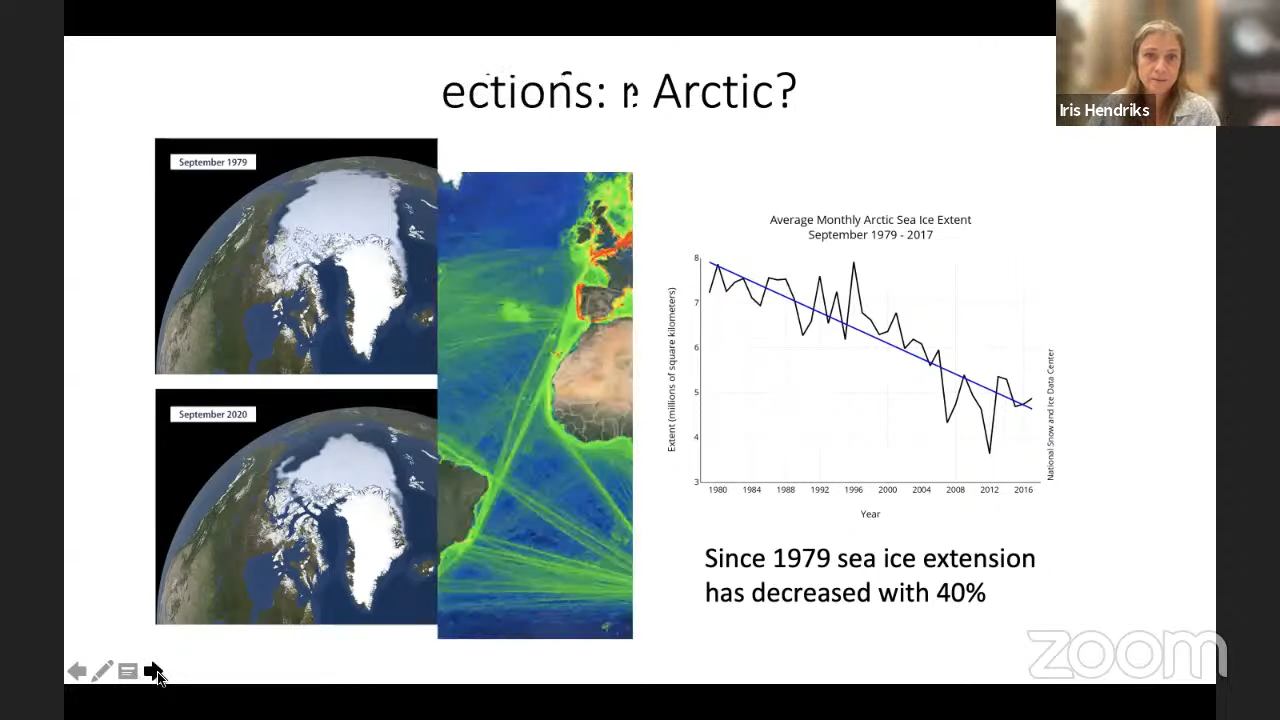 Arctic?
Iris Hendriks
September 1979
September 2020
Average Monthly Arctic Sea Ice Extent
September 1979 - 2017
Extent (millions of square kilometers)
8
7
6
5
4
3
1980 1984 1988 1992 1996 2000 2004 2008 2012 2016
Year
National Snow and Ice Data Center
Since 1979 sea ice extension
has decreased with 40%
zoom